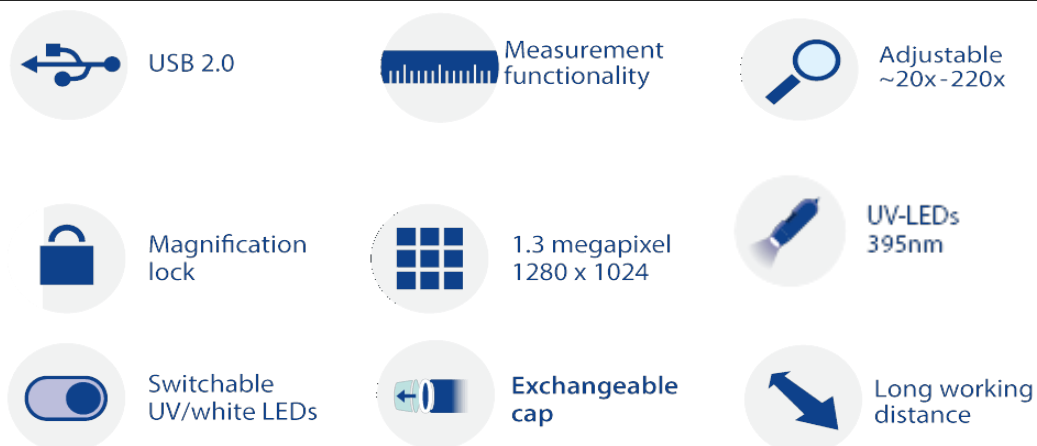 USB 2.0
Measurement
functionality
Adjustable
~20x-220x
Magnification
lock
1.3 megapixel
1280 x 1024
UV-LEDs
395nm
Switchable
UV/white LEDs
Exchangeable
cap
Long working
distance